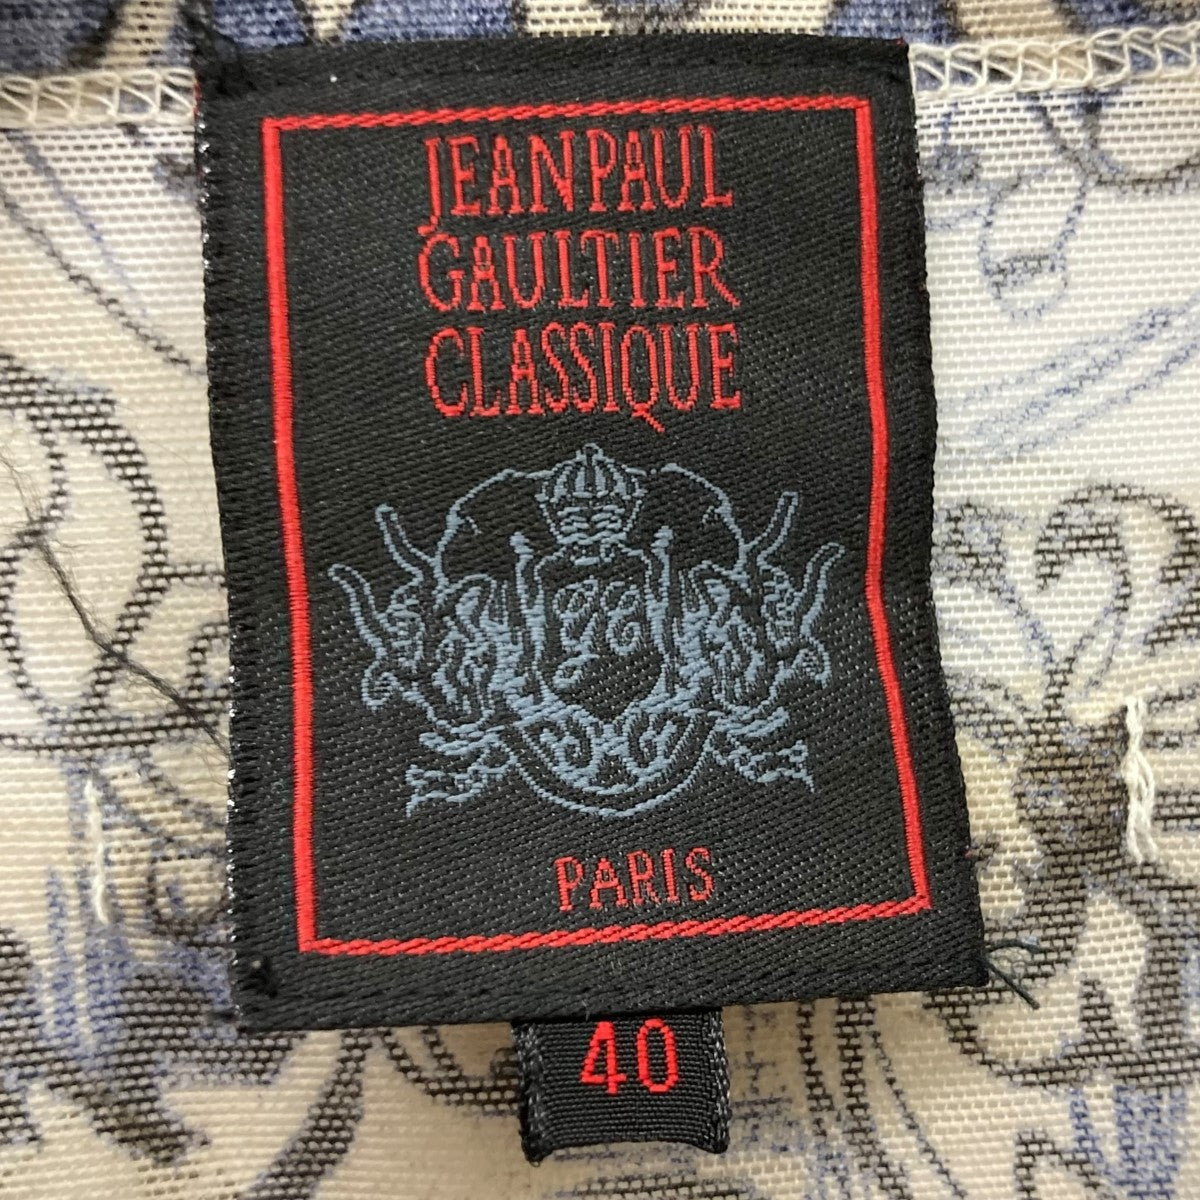 JEAN PAUL
GAULTIER
CLASSIQUE
PARIS
40